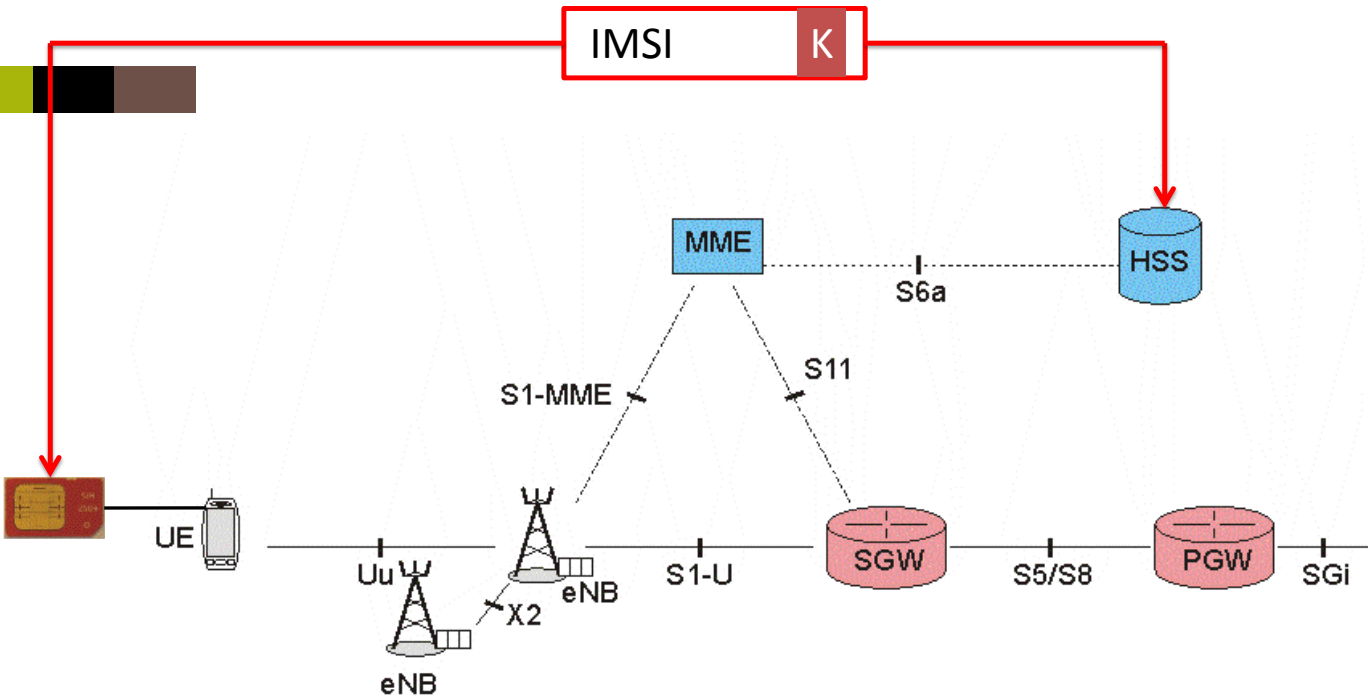 IMSI K
MME
HSS
S6a
S11
S1-MME
UE
Uu
eNB
S1-U
SGW
S5/S8
PGW
SGi
X2
eNB